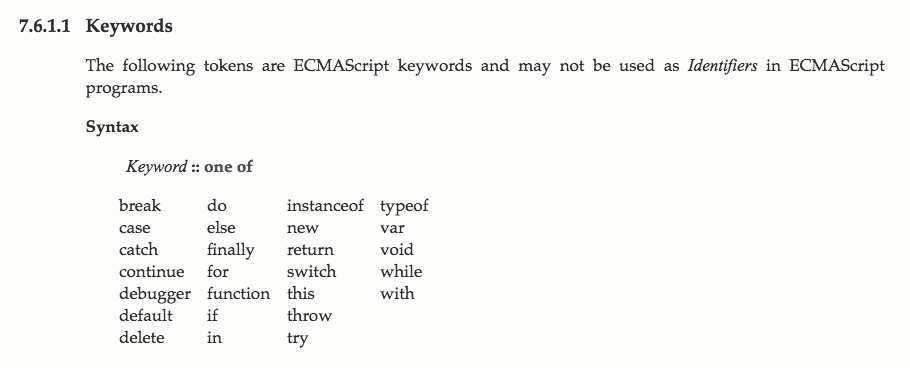 7.6.1.1 Keywords
The following tokens are ECMAScript keywords and may not be used as Identifiers in ECMAScript
programs.
Syntax
Keyword :: one of
break do instanceof typeof
case else new var
catch finally return void
continue for switch while
debugger function this with
default if throw
delete in try